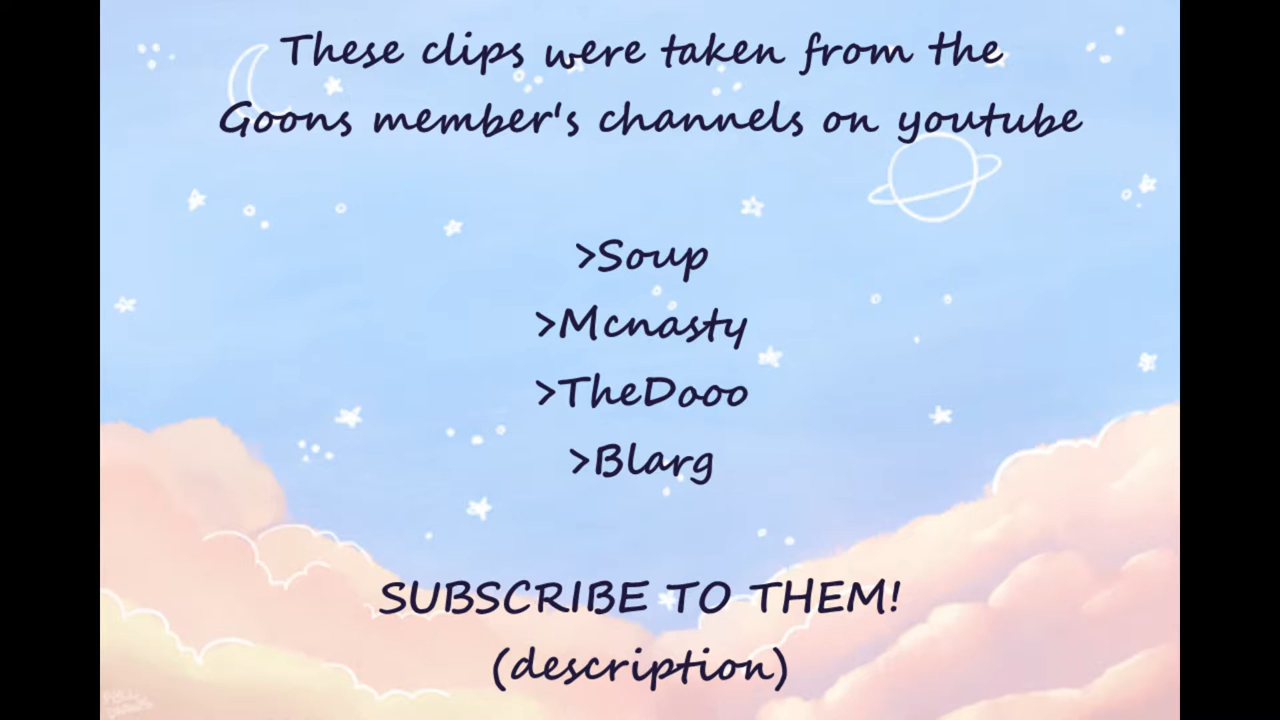 These clips were taken from the
Goons member's channels on youtube
>Soup
>Mcnasty
>TheDooo
>Blarg
SUBSCRIBE TO THEM!
(description)